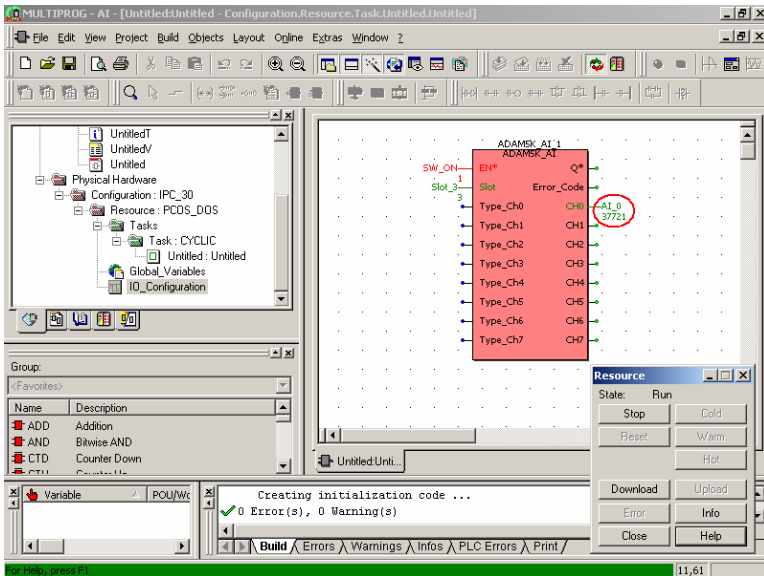 MULTIPROG - AI - [Untitled:Untitled - Configuration.Resource.Task.Untitled.Untitled]
File Edit View Project Build Objects Layout Online Extras Window ?
UntitledT
UntitledV
Untitled
Physical Hardware
Configuration : IPC_30
Resource : PCOS_DOS
Tasks
Task : CYCLIC
Untitled : Untitled
Global_Variables
IO_Configuration
Group:
<Favorites>
Name Description
ADD Addition
AND Bitwise AND
CTD Counter Down
CTU Counter Up
Variable POU/Wo
ADAM5K_AI_1
ADAM5K_AI
SW_ON EN* Q*
1
Slot_3 Slot Error_Code
3
Type_Ch0 CH0 AI_0
37721
Type_Ch1 CH1
Type_Ch2 CH2
Type_Ch3 CH3
Type_Ch4 CH4
Type_Ch5 CH5
Type_Ch6 CH6
Type_Ch7 CH7
Untitled:Unti...
Resource
State: Run
Stop Cold
Reset Warm
Hot
Download Upload
Error Info
Close Help
Creating initialization code ...
0 Error(s), 0 Warning(s)
Build Errors Warnings Infos PLC Errors Print
For Help, press F1
11,61